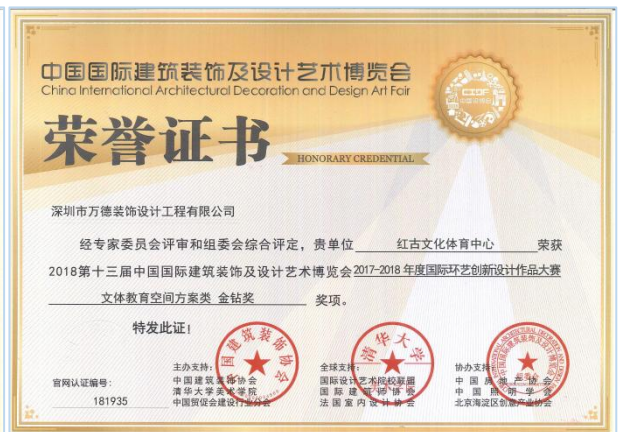 中国国际建筑装饰及设计艺术博览会
China International Architectural Decoration and Design Art Fair
荣誉证书
HONORARY CREDENTIAL
深圳市万德装饰设计工程有限公司
经专家委员会评审和组委会综合评定，贵单位 红古文化体育中心 荣获
2018第十三届中国国际建筑装饰及设计艺术博览会2017-2018年度国际环艺创新设计作品大赛
文体教育空间方案类 金钻奖 奖项。
特发此证！
主办支持：
中国建筑装饰协会
清华大学美术学院
中国贸促会建设行业分会
全球支持：
国际设计艺术院校联盟
国际建筑师协会
法国室内设计协会
协办支持：
中国房地产协会
中国照明学会
北京海淀区创意产业协会
官网认证编号：
181935